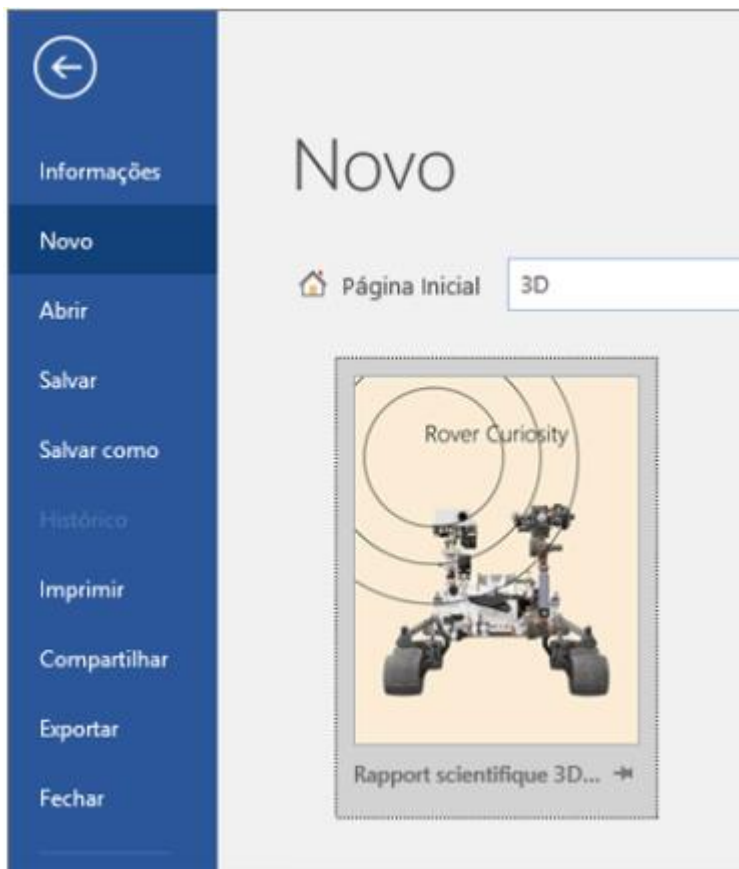 Informações
Novo
Abrir
Salvar
Salvar como
Histórico
Imprimir
Compartilhar
Exportar
Fechar
Novo
Página Inicial
3D
Rover Curiosity
Rapport scientifique 3D...